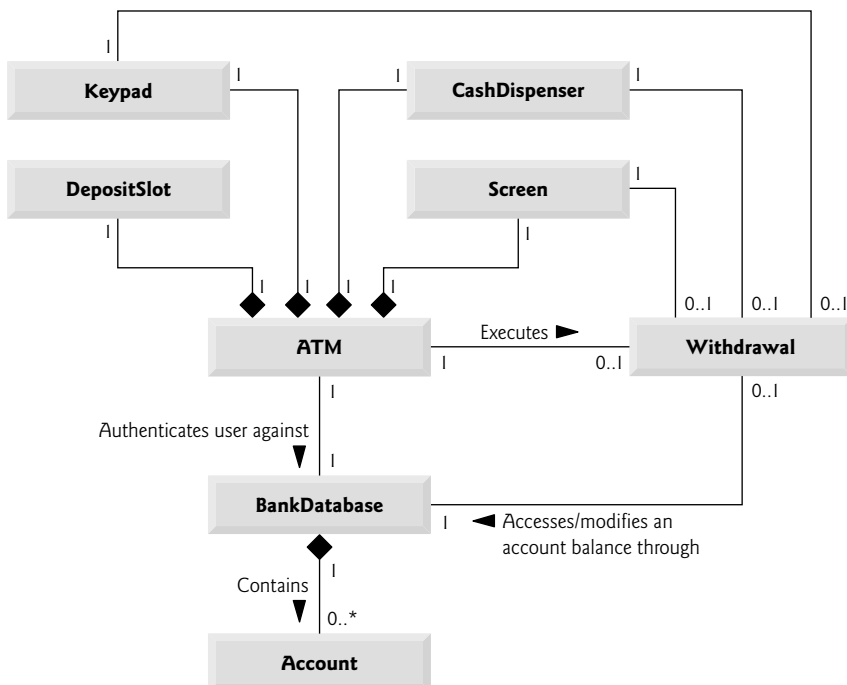 1
1 1 1
Keypad CashDispenser
1 1
DepositSlot Screen
1 1
1 1 1 1 0..1 0..1 0..1
Executes
ATM Withdrawal
1 0..1
1 0..1
Authenticates user against
1
BankDatabase
1 Accesses/modifies an
account balance through
1
Contains
0..*
Account